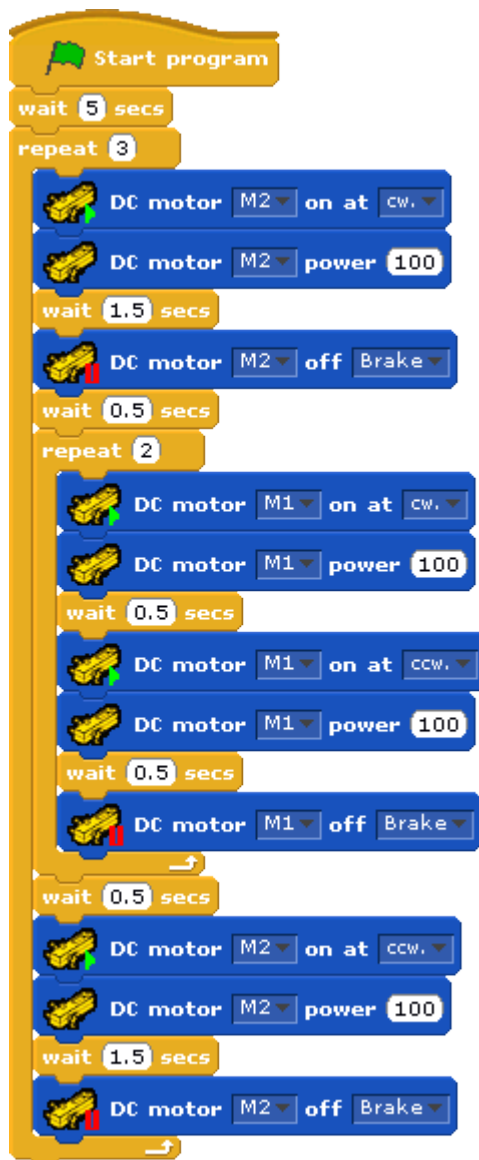 Start program
wait 5 secs
repeat 3
DC motor M2 on at cw.
DC motor M2 power 100
wait 1.5 secs
DC motor M2 off Brake
wait 0.5 secs
repeat 2
DC motor M1 on at cw.
DC motor M1 power 100
wait 0.5 secs
DC motor M1 on at ccw.
DC motor M1 power 100
wait 0.5 secs
DC motor M1 off Brake
wait 0.5 secs
DC motor M2 on at ccw.
DC motor M2 power 100
wait 1.5 secs
DC motor M2 off Brake